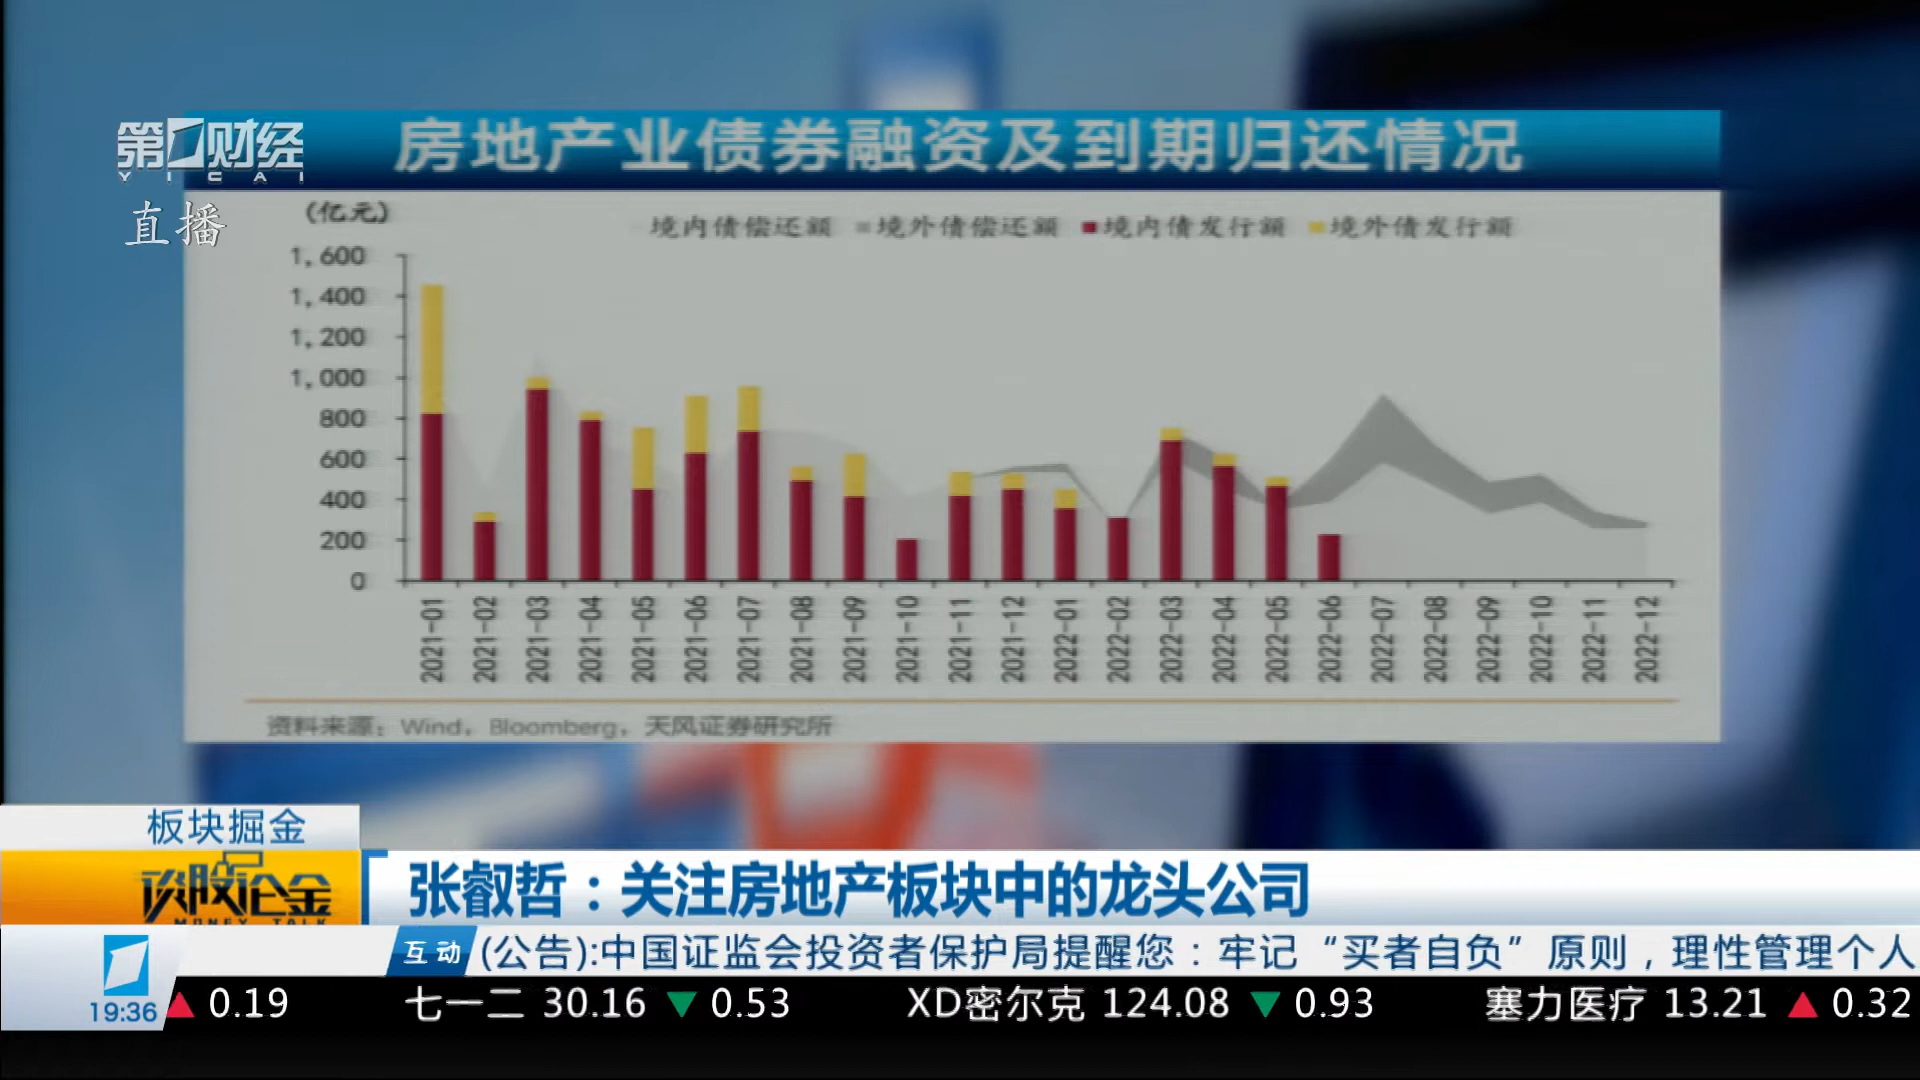 第一财经
YICAI
直播
房地产业债券融资及到期归还情况
(亿元)
境内债偿还额 境外债偿还额 境内债发行额 境外债发行额
1,600
1,400
1,200
1,000
800
600
400
200
0
2021-01 2021-02 2021-03 2021-04 2021-05 2021-06 2021-07 2021-08 2021-09 2021-10 2021-11 2021-12 2022-01 2022-02 2022-03 2022-04 2022-05 2022-06 2022-07 2022-08 2022-09 2022-10 2022-11 2022-12
资料来源：Wind，Bloomberg，天风证券研究所
板块掘金
谈股论金
MONEY TALK
张叡哲：关注房地产板块中的龙头公司
互动 (公告):中国证监会投资者保护局提醒您：牢记“买者自负”原则，理性管理个人
19:36 ▲ 0.19 七一二 30.16 ▼ 0.53 XD密尔克 124.08 ▼ 0.93 塞力医疗 13.21 ▲ 0.32